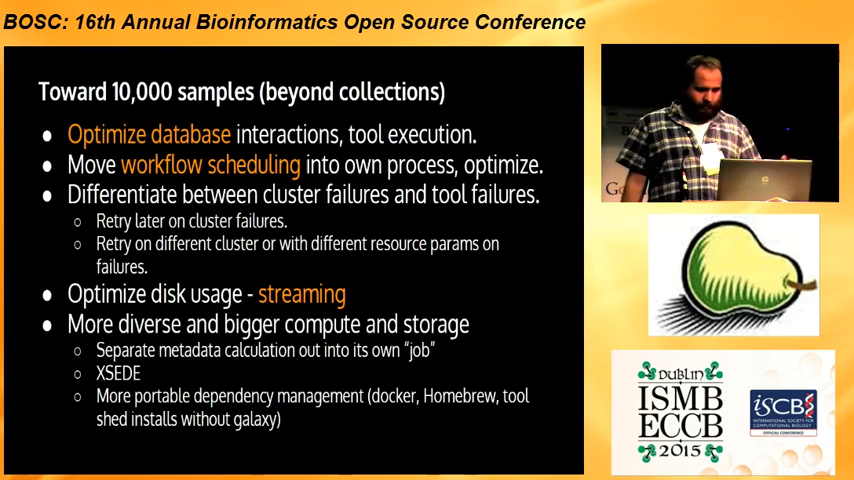 BOSC: 16th Annual Bioinformatics Open Source Conference
Toward 10,000 samples (beyond collections)
● Optimize database interactions, tool execution.
● Move workflow scheduling into own process, optimize.
● Differentiate between cluster failures and tool failures.
○ Retry later on cluster failures.
○ Retry on different cluster or with different resource params on
failures.
● Optimize disk usage - streaming
● More diverse and bigger compute and storage
○ Separate metadata calculation out into its own “job”
○ XSEDE
○ More portable dependency management (docker, Homebrew, tool
shed installs without galaxy)
DUBLIN
ISMB
ECCB
2015
iSCB
INTERNATIONAL SOCIETY FOR
COMPUTATIONAL BIOLOGY
OFFICIAL CONFERENCE